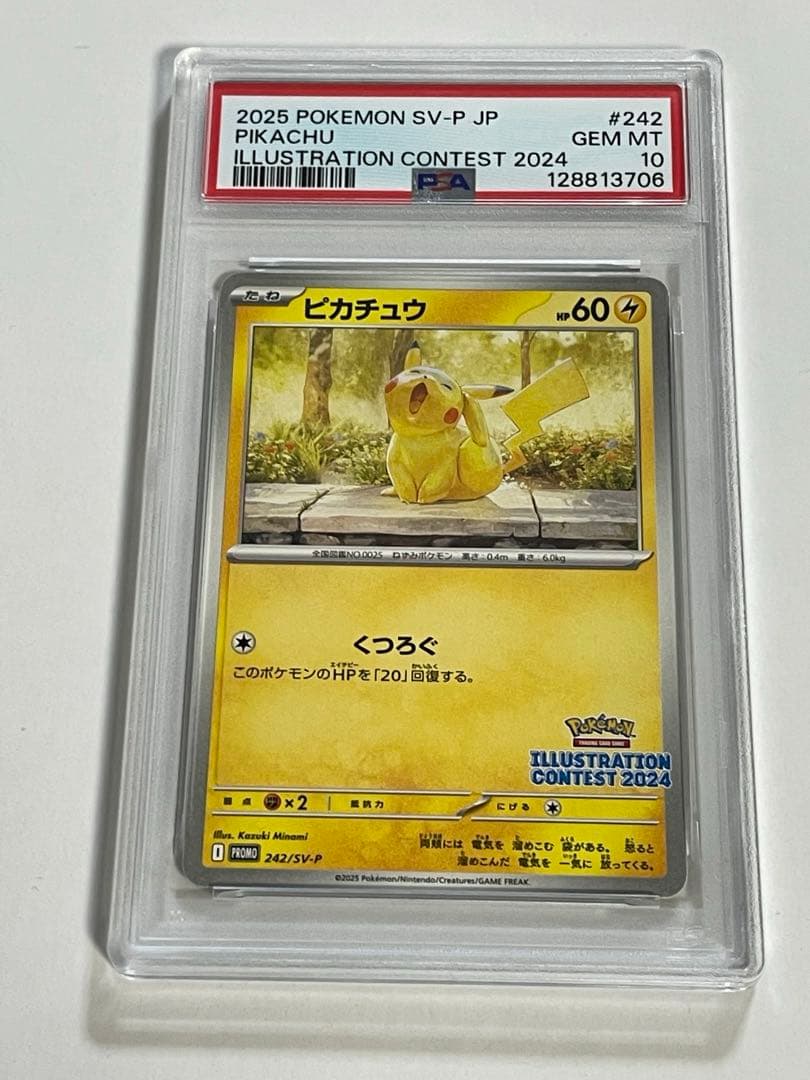 2025 POKEMON SV-P JP #242
PIKACHU GEM MT
ILLUSTRATION CONTEST 2024 10
PSA 128813706
たね ピカチュウ HP60
全国図鑑NO.0025 ねずみポケモン 高さ:0.4m 重さ:6.0kg
くつろぐ
このポケモンのHPを「20」回復する。
Pokémon
TRADING CARD GAME
ILLUSTRATION
CONTEST 2024
弱点 ×2 抵抗力 にげる
Illus. Kazuki Minami
両頬には 電気を 溜めこむ 袋がある。 怒ると
溜めこんだ 電気を 一気に 放ってくる。
I PROMO 242/SV-P
©2025 Pokémon/Nintendo/Creatures/GAME FREAK.